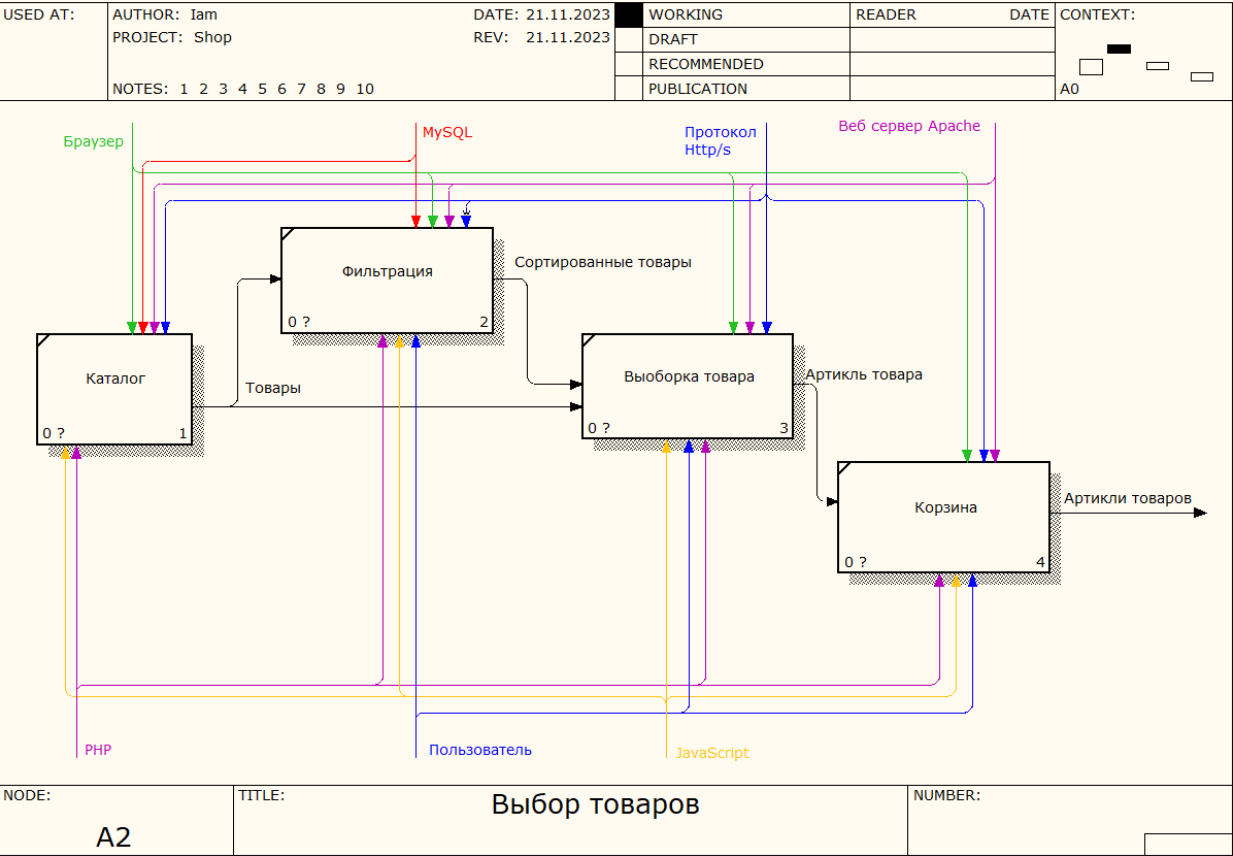 USED AT:
AUTHOR: Iam
DATE: 21.11.2023
WORKING
READER
DATE
CONTEXT:
PROJECT: Shop
REV: 21.11.2023
DRAFT
RECOMMENDED
NOTES: 1 2 3 4 5 6 7 8 9 10
PUBLICATION
A0
Браузер
MySQL
Протокол
Http/s
Веб сервер Apache
Фильтрация
0 ?
2
Сортированные товары
Каталог
0 ?
1
Товары
Выоборка товара
0 ?
3
Артикль товара
Корзина
0 ?
4
Артикли товаров
PHP
Пользователь
JavaScript
NODE:
A2
TITLE:
Выбор товаров
NUMBER: